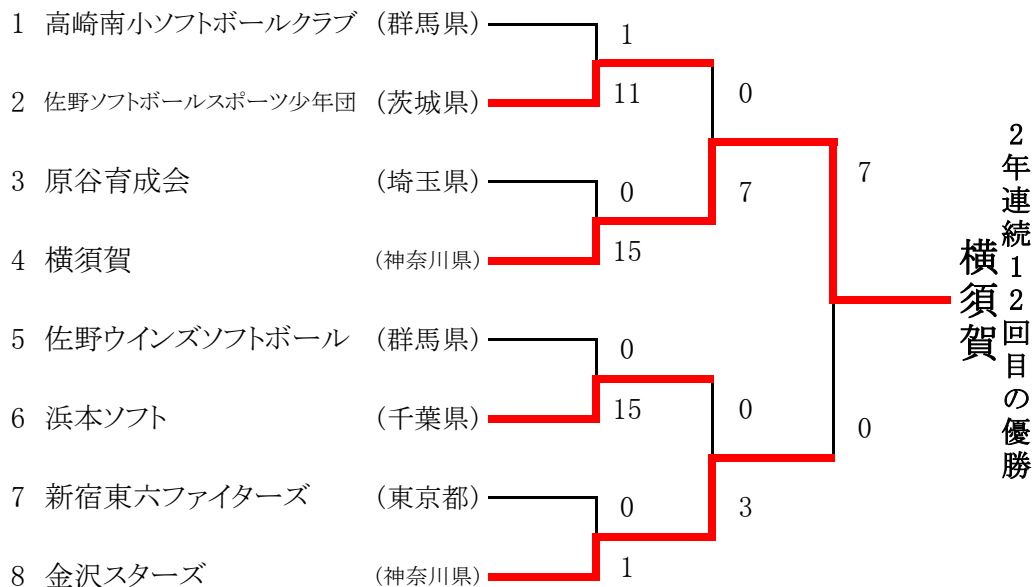 1 高崎南小ソフトボールクラブ (群馬県)
1
2 佐野ソフトボールスポーツ少年団 (茨城県)
11
0
3 原谷育成会 (埼玉県)
0
7
7
4 横須賀 (神奈川県)
15
5 佐野ウインズソフトボール (群馬県)
0
6 浜本ソフト (千葉県)
15
0
0
7 新宿東六ファイターズ (東京都)
0
3
8 金沢スターズ (神奈川県)
1
2年連続12回目の優勝
横須賀